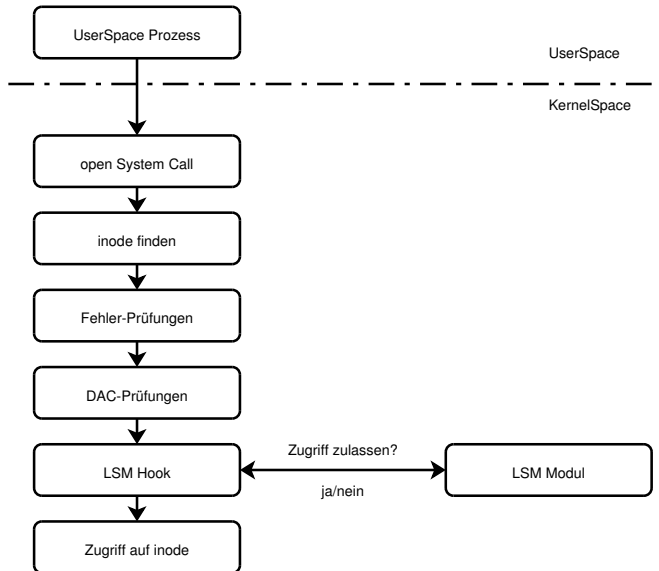 UserSpace Prozess
UserSpace
KernelSpace
open System Call
inode finden
Fehler-Prüfungen
DAC-Prüfungen
Zugriff zulassen?
LSM Hook
LSM Modul
ja/nein
Zugriff auf inode